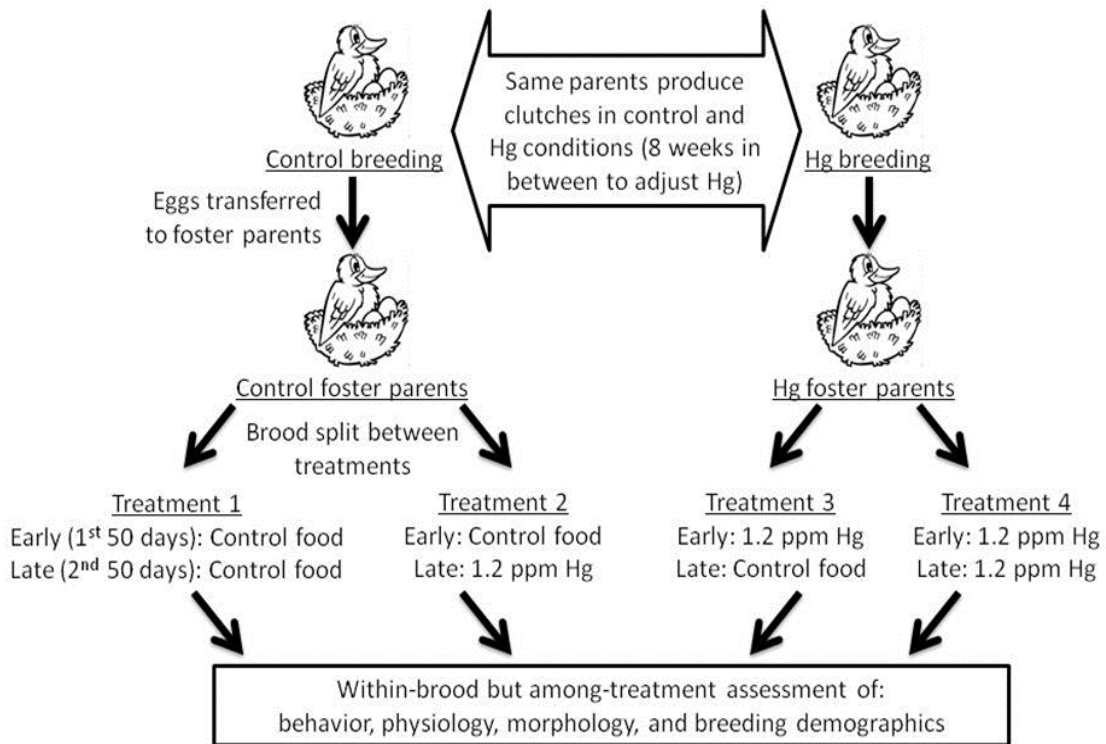 Same parents produce
clutches in control and
Hg conditions (8 weeks in
between to adjust Hg)
Control breeding
Hg breeding
Eggs transferred
to foster parents
Control foster parents
Hg foster parents
Brood split between
treatments
Treatment 1
Early (1st 50 days): Control food
Late (2nd 50 days): Control food
Treatment 2
Early: Control food
Late: 1.2 ppm Hg
Treatment 3
Early: 1.2 ppm Hg
Late: Control food
Treatment 4
Early: 1.2 ppm Hg
Late: 1.2 ppm Hg
Within-brood but among-treatment assessment of:
behavior, physiology, morphology, and breeding demographics